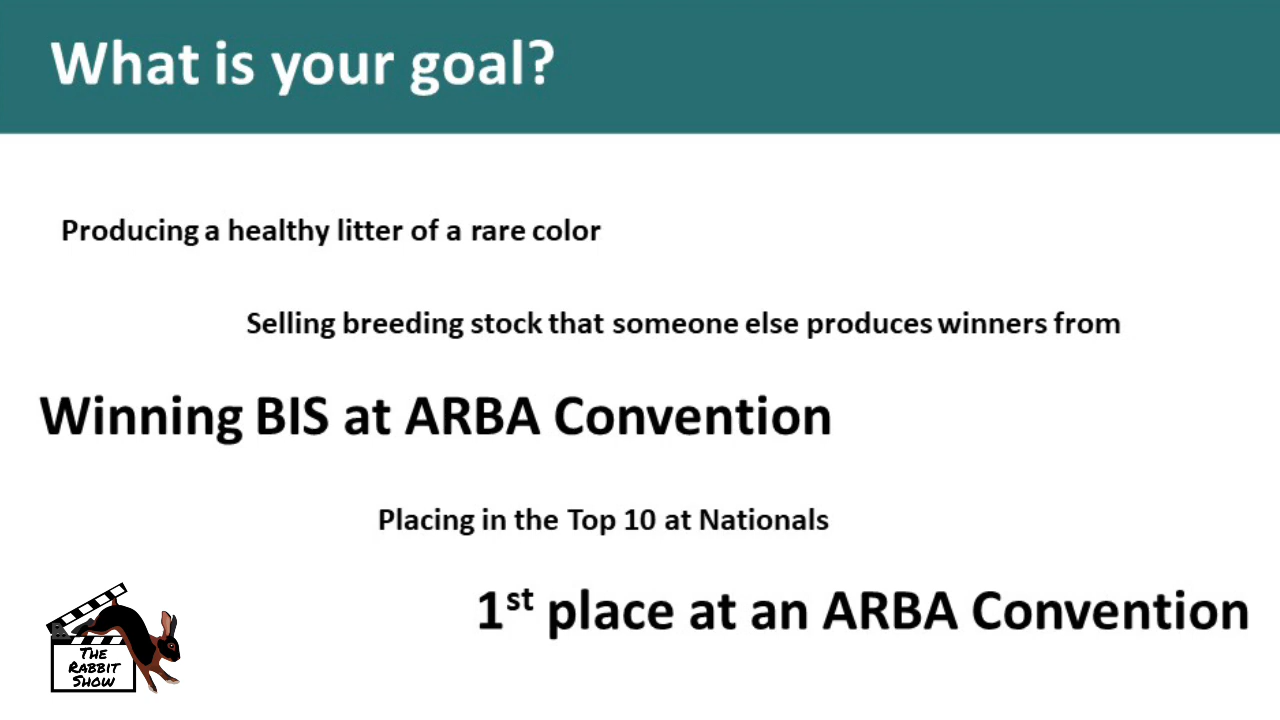 What is your goal?
Producing a healthy litter of a rare color
Selling breeding stock that someone else produces winners from
Winning BIS at ARBA Convention
Placing in the Top 10 at Nationals
1st place at an ARBA Convention
THE
RABBIT
SHOW